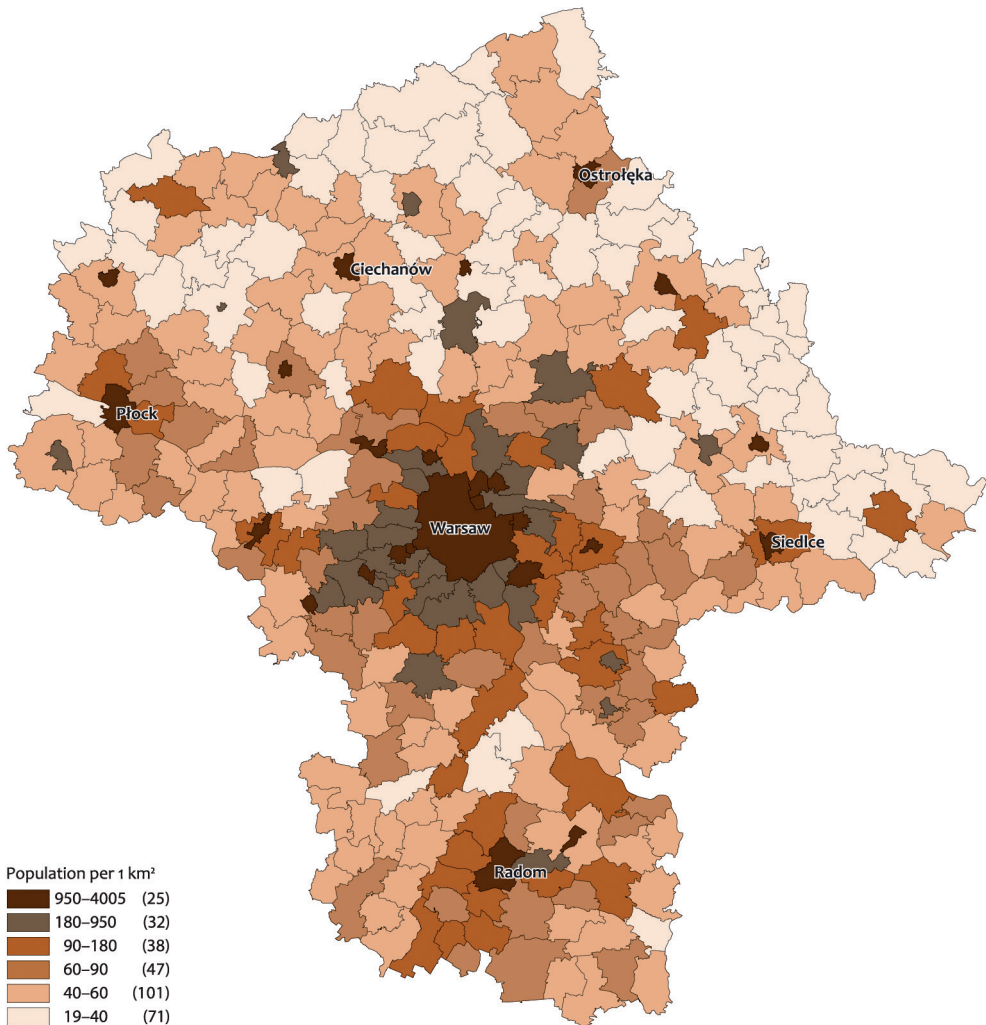 Ostrołęka
Ciechanów
Płock
Warsaw
Siedlce
Radom
Population per 1 km²
950–4005 (25)
180–950 (32)
90–180 (38)
60–90 (47)
40–60 (101)
19–40 (71)